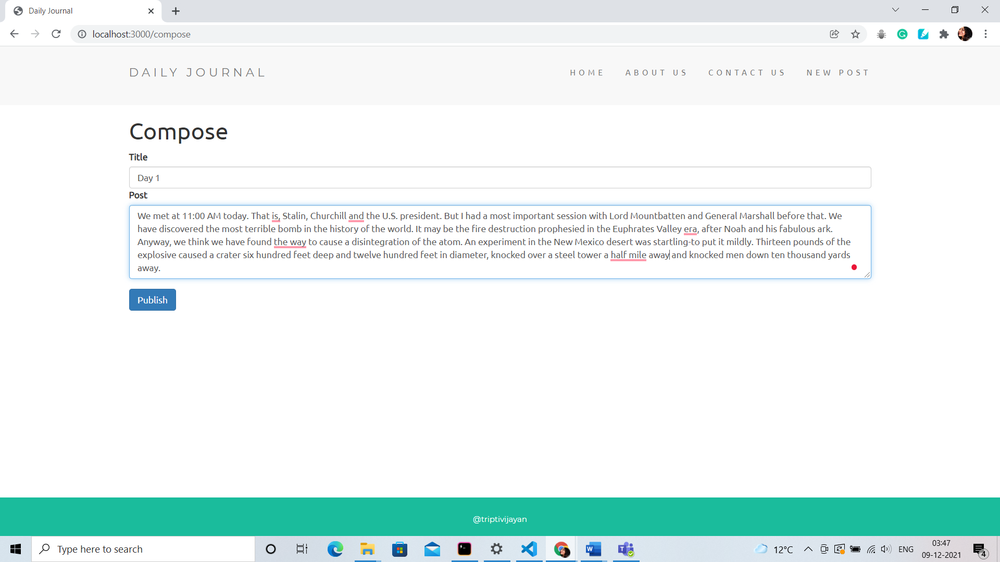 Daily Journal
localhost:3000/compose
DAILY JOURNAL
HOME ABOUT US CONTACT US NEW POST
Compose
Title
Day 1
Post
We met at 11:00 AM today. That is, Stalin, Churchill and the U.S. president. But I had a most important session with Lord Mountbatten and General Marshall before that. We
have discovered the most terrible bomb in the history of the world. It may be the fire destruction prophesied in the Euphrates Valley era, after Noah and his fabulous ark.
Anyway, we think we have found the way to cause a disintegration of the atom. An experiment in the New Mexico desert was startling-to put it mildly. Thirteen pounds of the
explosive caused a crater six hundred feet deep and twelve hundred feet in diameter, knocked over a steel tower a half mile away and knocked men down ten thousand yards
away.
Publish
@triptivijayan
Type here to search
12°C
ENG
03:47
09-12-2021
4